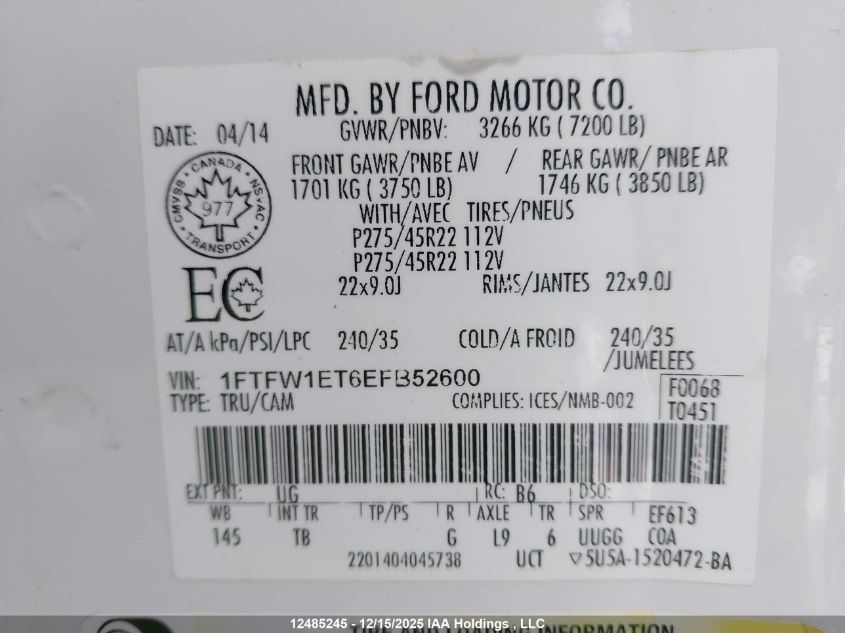 MFD. BY FORD MOTOR CO.
DATE: 04/14 GVWR/PNBV: 3266 KG ( 7200 LB)
FRONT GAWR/PNBE AV / REAR GAWR/ PNBE AR
1701 KG ( 3750 LB) 1746 KG ( 3850 LB)
CANADA
CMVSS NSVAC
977
TRANSPORT
WITH/AVEC TIRES/PNEUS
P275/45R22 112V
P275/45R22 112V
EC
22x9.0J RIMS/JANTES 22x9.0J
AT/A kPa/PSI/LPC 240/35 COLD/A FROID 240/35
/JUMELEES
VIN: 1FTFW1ET6EFB52600 F0068
TYPE: TRU/CAM COMPLIES: ICES/NMB-002 T0451
EXT PNT: UG RC: B6 DSO:
WB INT TR TP/PS R AXLE TR SPR EF613
145 TB G L9 6 UUGG COA
2201404045738 UCT 5U5A-1520472-BA
12485245 - 12/15/2025 IAA Holdings , LLC
TIRE AND LOADING INFORMATION